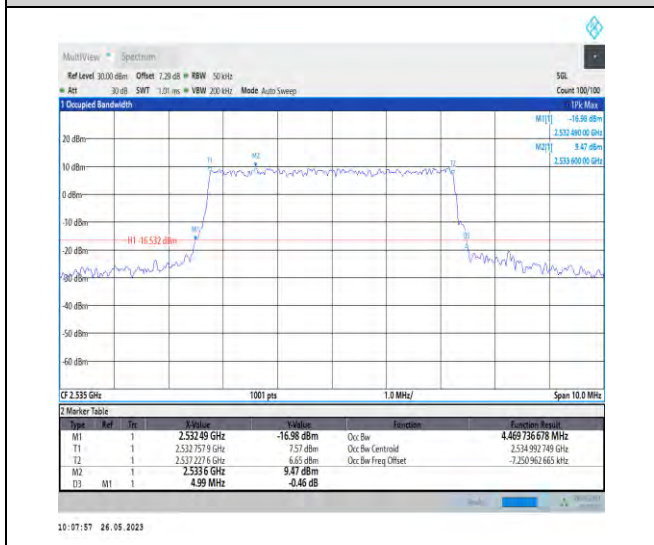 MultiView Spectrum
Ref Level 30.00 dBm Offset 7.29 dB RBW 50 kHz SGL
Att 30 dB SWT 1.01 ms VBW 200 kHz Mode Auto Sweep Count 100/100
1 Occupied Bandwidth 1Pk Max
M1[1] -16.98 dBm
2.532 490 00 GHz
M2[1] 9.47 dBm
2.533 600 00 GHz
20 dBm
T1 M2 T2
10 dBm
0 dBm
-10 dBm
M1 D3
H1 -16.532 dBm
-20 dBm
-30 dBm
-40 dBm
-50 dBm
-60 dBm
CF 2.535 GHz 1001 pts 1.0 MHz/ Span 10.0 MHz
2 Marker Table
Type Ref Trc X-Value Y-Value Function Function Result
M1 1 2.53249 GHz -16.98 dBm Occ Bw 4.469 736 678 MHz
T1 1 2.532 757 9 GHz 7.57 dBm Occ Bw Centroid 2.534 992 749 GHz
T2 1 2.537 227 6 GHz 6.65 dBm Occ Bw Freq Offset -7.250 962 665 kHz
M2 1 2.533 6 GHz 9.47 dBm
D3 M1 1 4.99 MHz -0.46 dB
10:07:57 26.05.2023